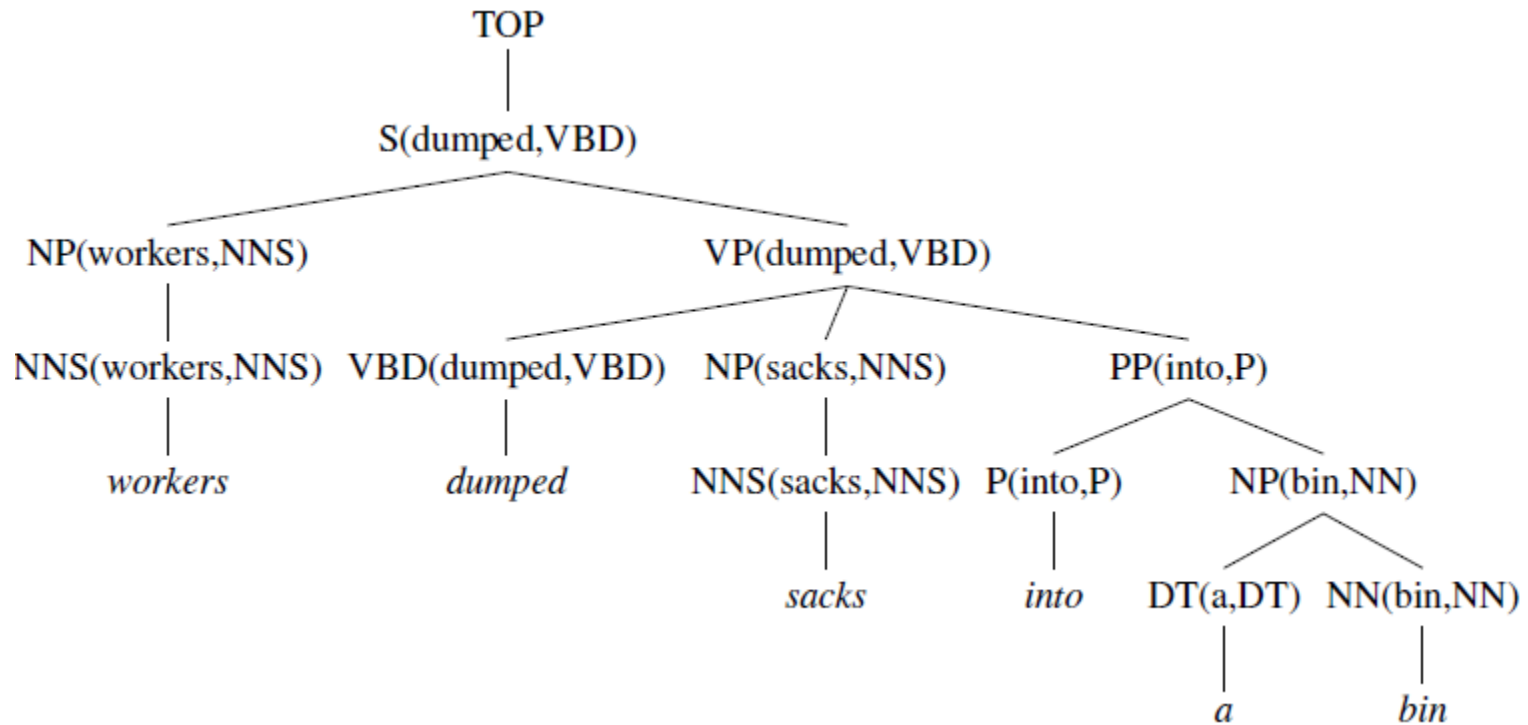 TOP
S(dumped,VBD)
NP(workers,NNS) VP(dumped,VBD)
NNS(workers,NNS) VBD(dumped,VBD) NP(sacks,NNS) PP(into,P)
workers dumped NNS(sacks,NNS) P(into,P) NP(bin,NN)
sacks into DT(a,DT) NN(bin,NN)
a bin